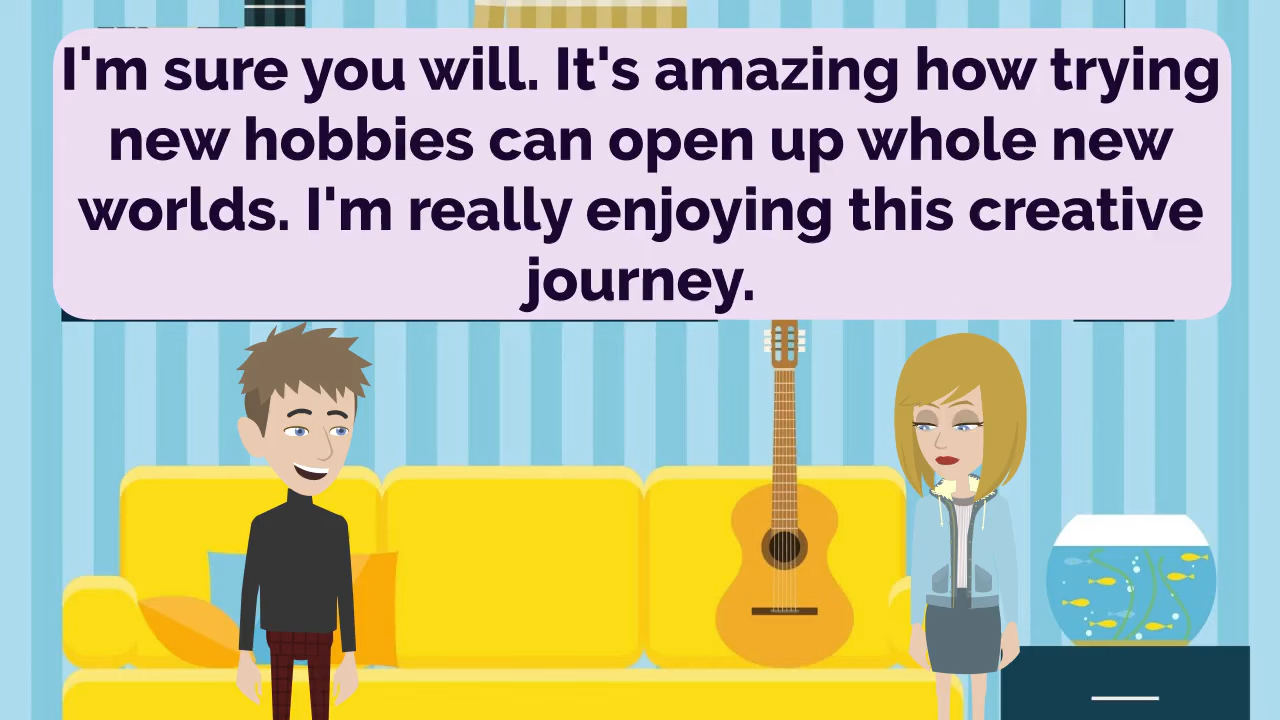 I'm sure you will. It's amazing how trying
new hobbies can open up whole new
worlds. I'm really enjoying this creative
journey.